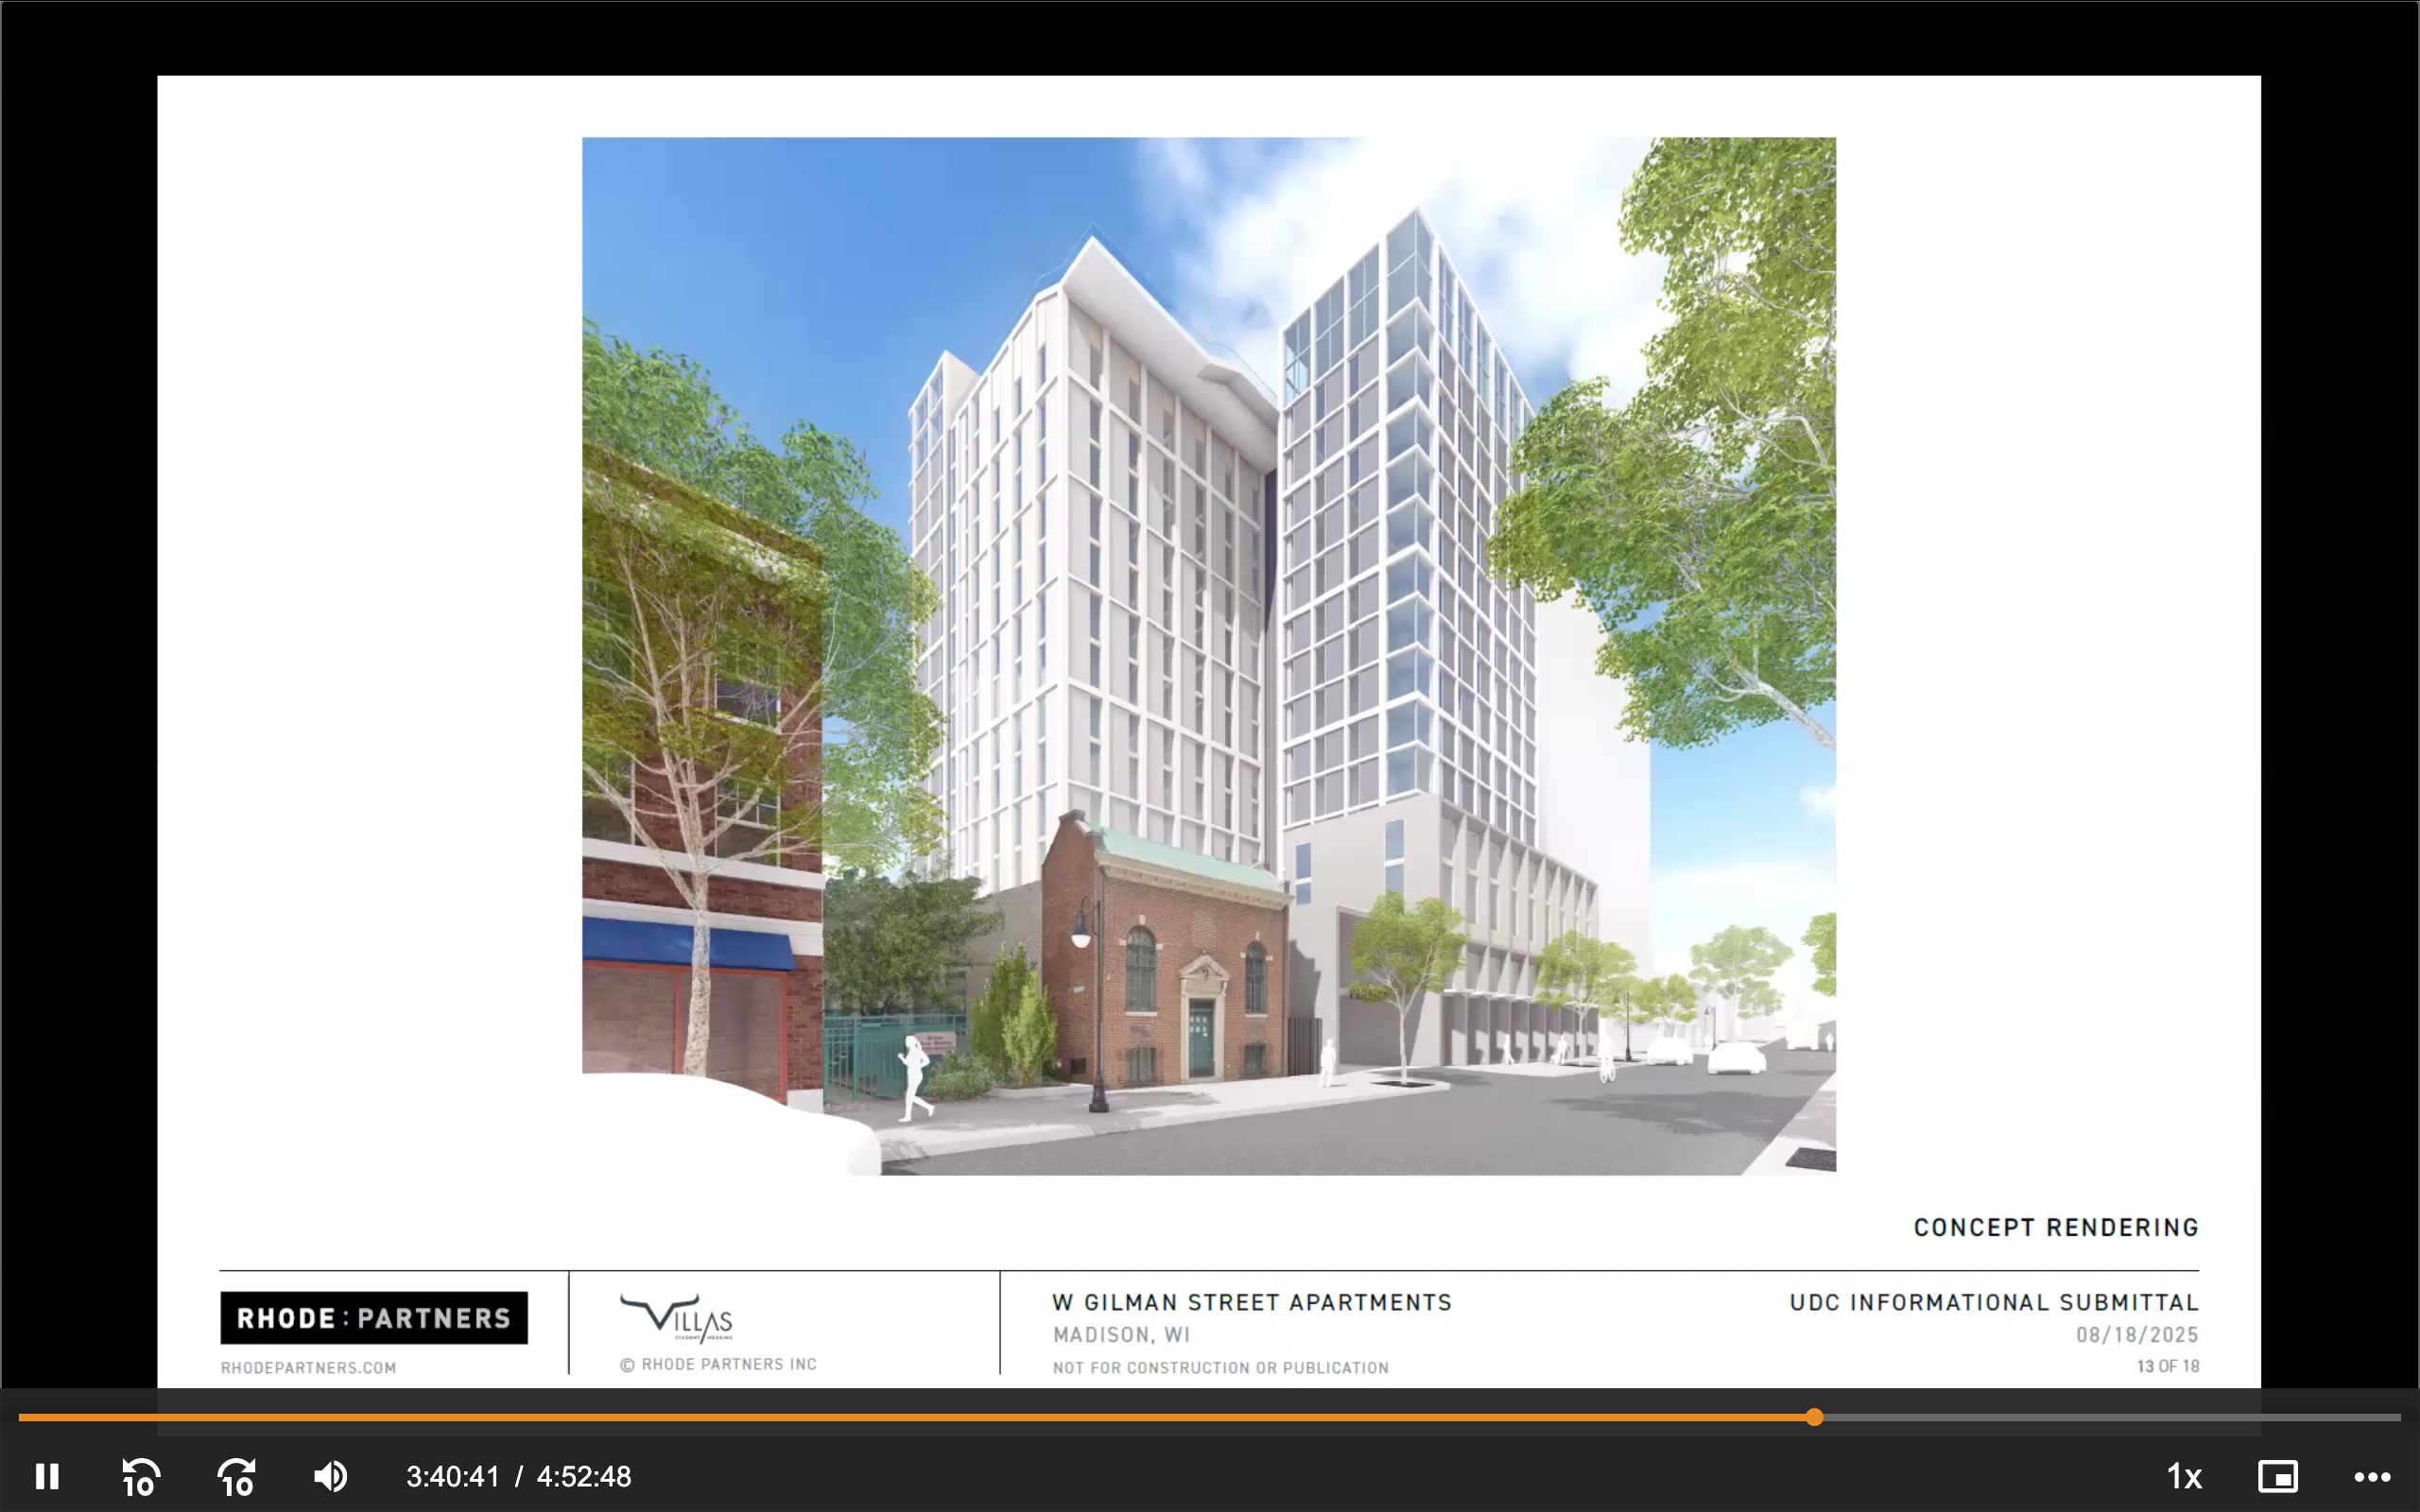 CONCEPT RENDERING
RHODE : PARTNERS
RHODEPARTNERS.COM
VILLAS
STUDENT HOUSING
© RHODE PARTNERS INC
W GILMAN STREET APARTMENTS
MADISON, WI
NOT FOR CONSTRUCTION OR PUBLICATION
UDC INFORMATIONAL SUBMITTAL
08/18/2025
13 OF 18
10
10
3:40:41 / 4:52:48
1x